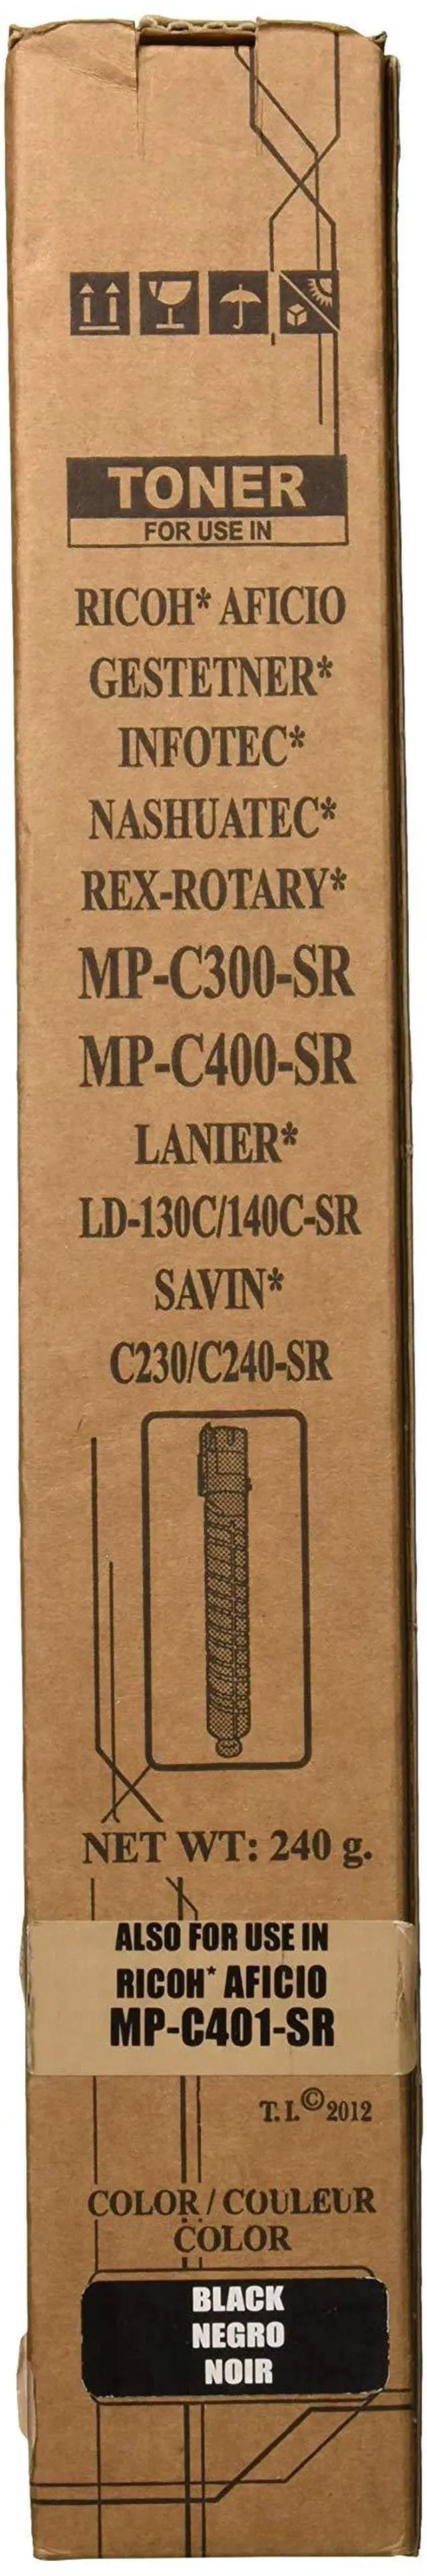 TONER
FOR USE IN
RICOH* AFICIO
GESTETNER*
INFOTEC*
NASHUATEC*
REX-ROTARY*
MP-C300-SR
MP-C400-SR
LANIER*
LD-130C/140C-SR
SAVIN*
C230/C240-SR
NET WT: 240 g.
ALSO FOR USE IN
RICOH* AFICIO
MP-C401-SR
T.I.© 2012
COLOR / COULEUR
COLOR
BLACK
NEGRO
NOIR